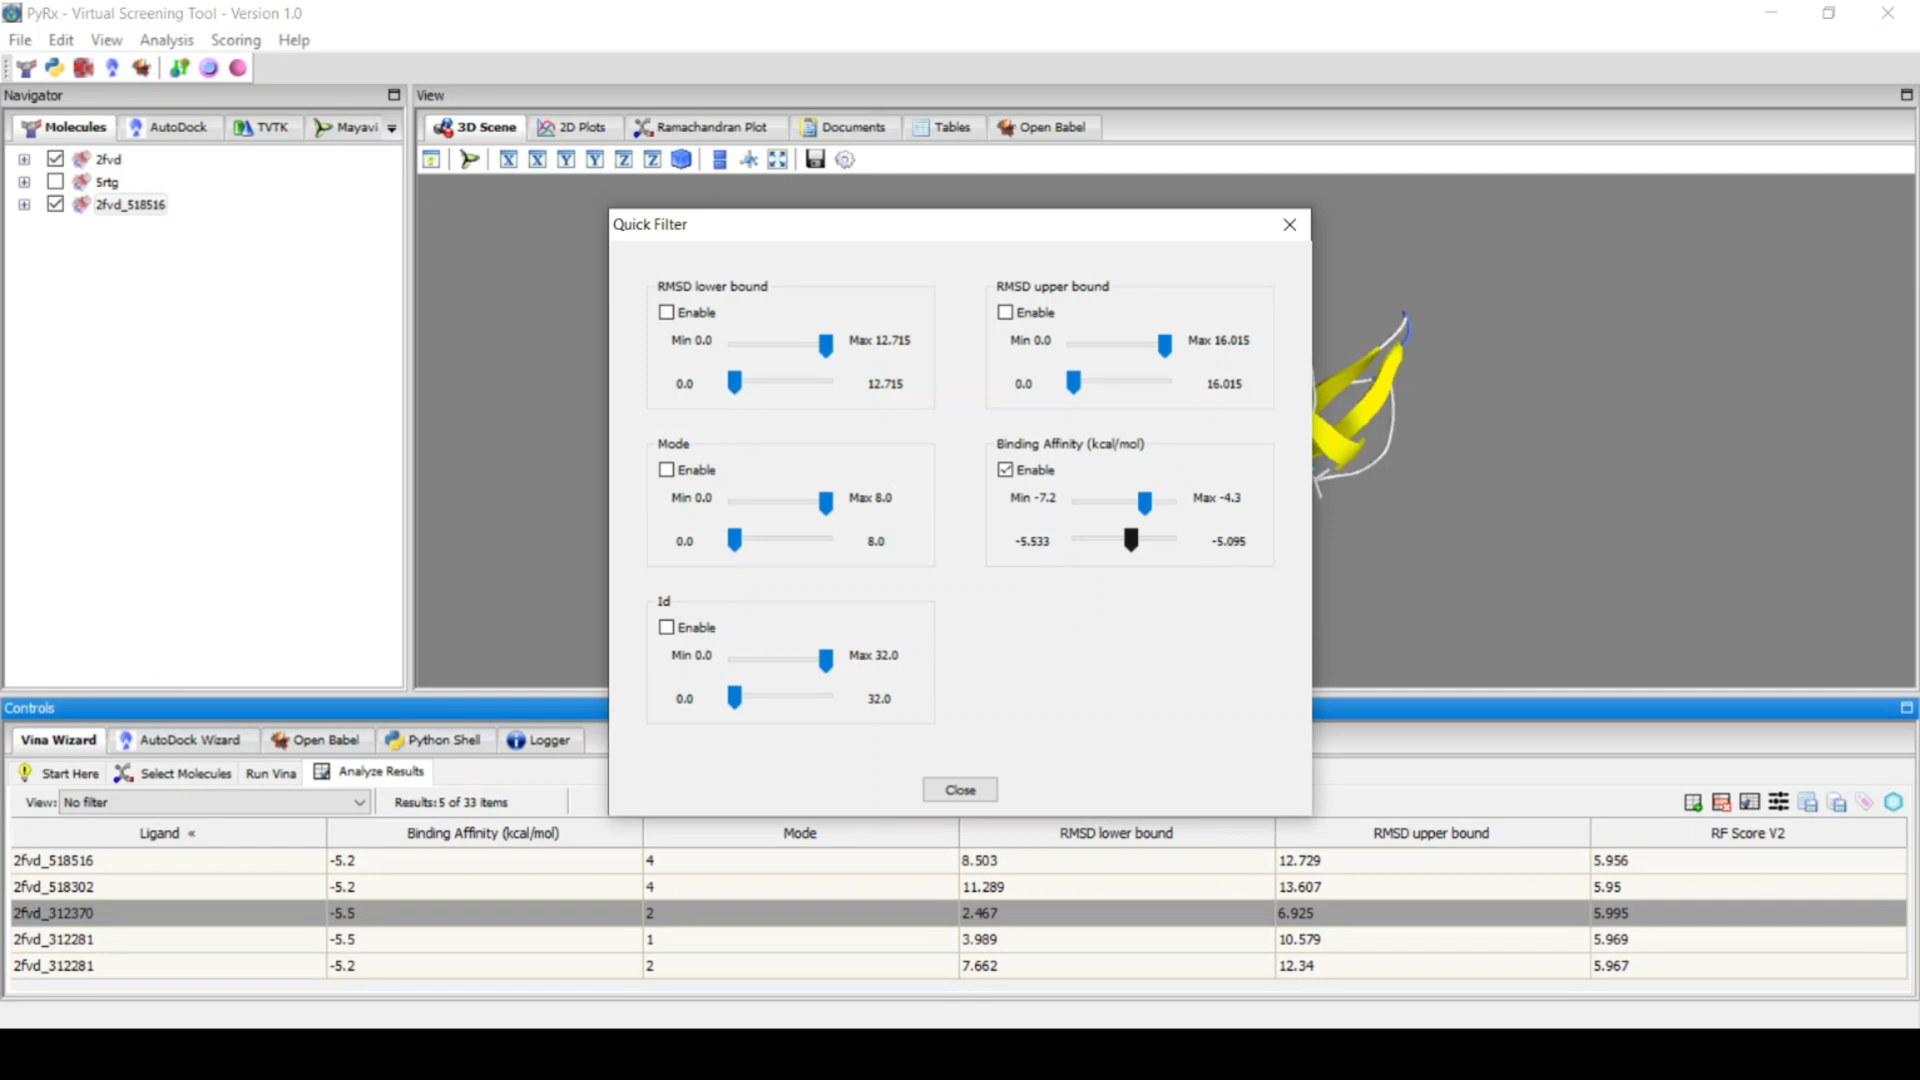 PyRx - Virtual Screening Tool - Version 1.0
File Edit View Analysis Scoring Help
Navigator
View
Molecules AutoDock TVTK Mayavi
3D Scene 2D Plots Ramachandran Plot Documents Tables Open Babel
X X Y Y Z Z
2fvd
5rtg
2fvd_518516
Quick Filter
RMSD lower bound
Enable
Min 0.0 Max 12.715
0.0 12.715
RMSD upper bound
Enable
Min 0.0 Max 16.015
0.0 16.015
Mode
Enable
Min 0.0 Max 8.0
0.0 8.0
Binding Affinity (kcal/mol)
Enable
Min -7.2 Max -4.3
-5.533 -5.095
Id
Enable
Min 0.0 Max 32.0
0.0 32.0
Close
Controls
Vina Wizard AutoDock Wizard Open Babel Python Shell Logger
Start Here Select Molecules Run Vina Analyze Results
View: No filter Results: 5 of 33 items
Ligand « Binding Affinity (kcal/mol) Mode RMSD lower bound RMSD upper bound RF Score V2
2fvd_518516 -5.2 4 8.503 12.729 5.956
2fvd_518302 -5.2 4 11.289 13.607 5.95
2fvd_312370 -5.5 2 2.467 6.925 5.995
2fvd_312281 -5.5 1 3.989 10.579 5.969
2fvd_312281 -5.2 2 7.662 12.34 5.967